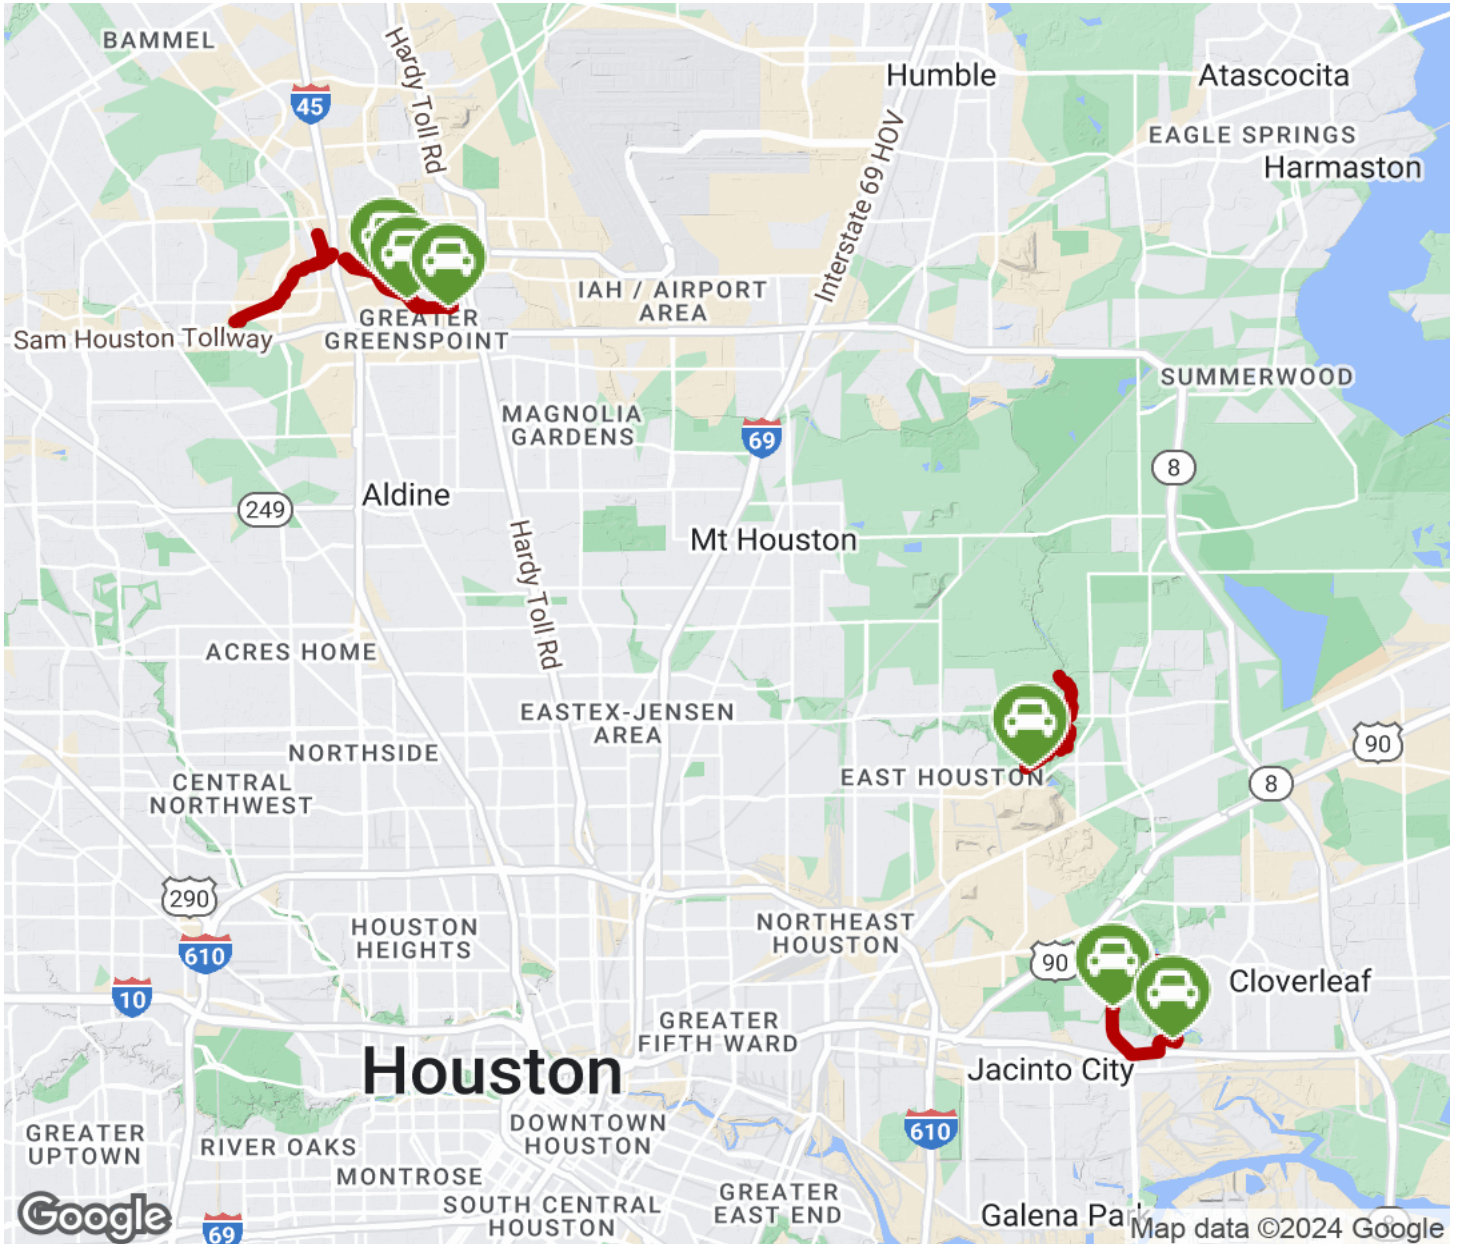 BAMMEL
Hardy Toll Rd
45
Humble
Atascocita
EAGLE SPRINGS
Harmaston
Interstate 69 HOV
IAH / AIRPORT
AREA
GREATER
GREENSPOINT
Sam Houston Tollway
SUMMERWOOD
MAGNOLIA
GARDENS
69
8
Aldine
249
Mt Houston
Hardy Toll Rd
ACRES HOME
EASTEX-JENSEN
AREA
90
NORTHSIDE
EAST HOUSTON
8
CENTRAL
NORTHWEST
290
HOUSTON
HEIGHTS
NORTHEAST
HOUSTON
610
90
Cloverleaf
10
GREATER
FIFTH WARD
Houston
Jacinto City
DOWNTOWN
HOUSTON
610
GREATER
UPTOWN
RIVER OAKS
MONTROSE
SOUTH CENTRAL
HOUSTON
GREATER
EAST END
Galena Park
Google
69
8
Map data ©2024 Google